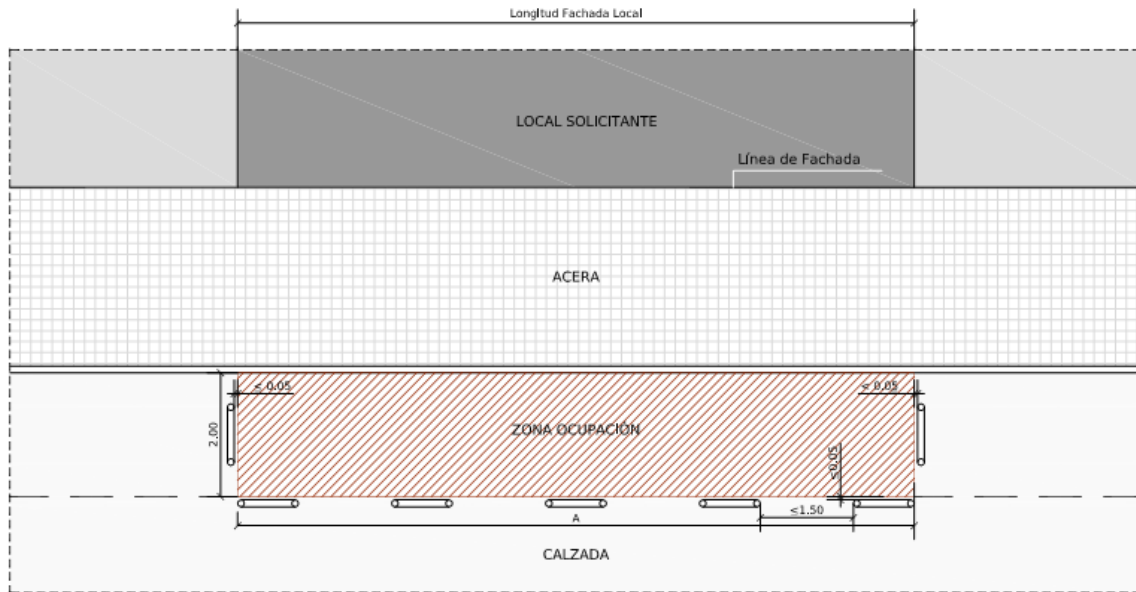 Longitud Fachada Local
LOCAL SOLICITANTE
Línea de Fachada
ACERA
≤ 0.05
≤ 0.05
2.00
ZONA OCUPACIÓN
≤0.05
≤1.50
A
CALZADA